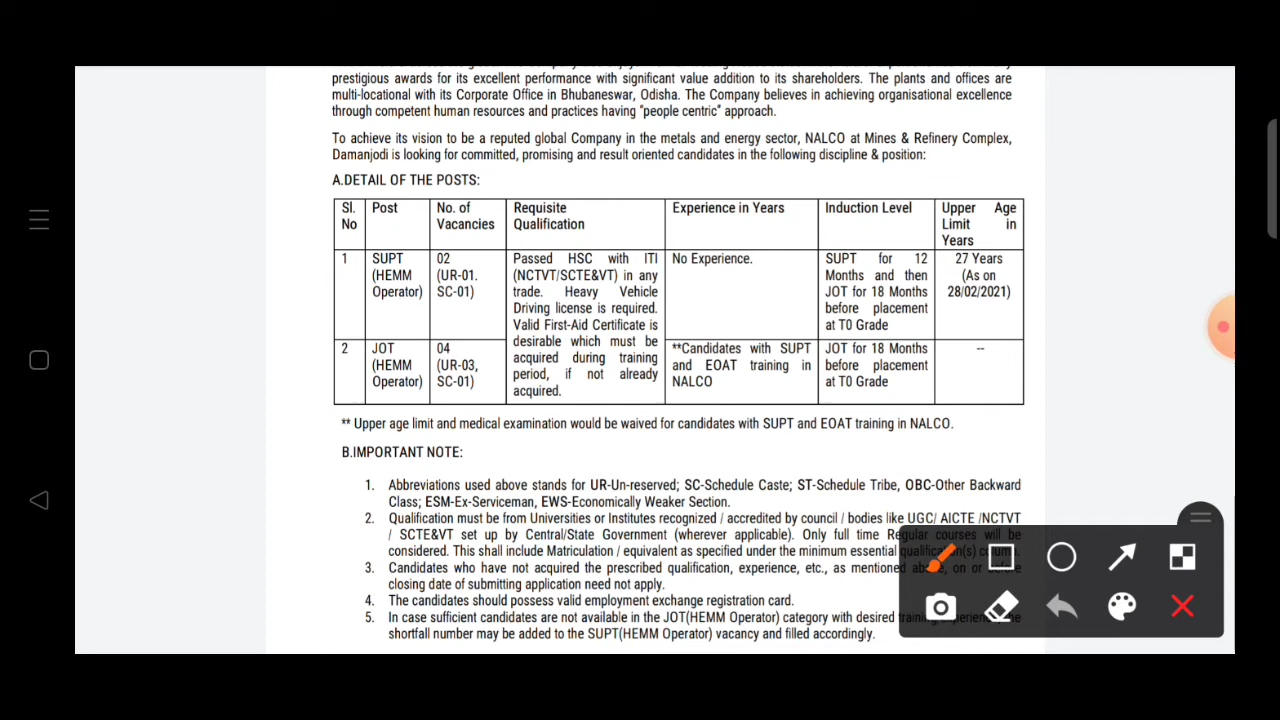 prestigious awards for its excellent performance with significant value addition to its shareholders. The plants and offices are
multi-locational with its Corporate Office in Bhubaneswar, Odisha. The Company believes in achieving organisational excellence
through competent human resources and practices having "people centric" approach.
To achieve its vision to be a reputed global Company in the metals and energy sector, NALCO at Mines & Refinery Complex,
Damanjodi is looking for committed, promising and result oriented candidates in the following discipline & position:
A.DETAIL OF THE POSTS:
Sl. No
Post
No. of Vacancies
Requisite Qualification
Experience in Years
Induction Level
Upper Age Limit in Years
1
SUPT
(HEMM
Operator)
02
(UR-01.
SC-01)
Passed HSC with ITI
(NCTVT/SCTE&VT) in any
trade. Heavy Vehicle
Driving license is required.
Valid First-Aid Certificate is
desirable which must be
acquired during training
period, if not already
acquired.
No Experience.
SUPT for 12
Months and then
JOT for 18 Months
before placement
at T0 Grade
27 Years
(As on
28/02/2021)
2
JOT
(HEMM
Operator)
04
(UR-03,
SC-01)
**Candidates with SUPT
and EOAT training in
NALCO
JOT for 18 Months
before placement
at T0 Grade
--
** Upper age limit and medical examination would be waived for candidates with SUPT and EOAT training in NALCO.
B.IMPORTANT NOTE:
1. Abbreviations used above stands for UR-Un-reserved; SC-Schedule Caste; ST-Schedule Tribe, OBC-Other Backward
Class; ESM-Ex-Serviceman, EWS-Economically Weaker Section.
2. Qualification must be from Universities or Institutes recognized / accredited by council / bodies like UGC/ AICTE /NCTVT
/ SCTE&VT set up by Central/State Government (wherever applicable). Only full time Regular courses will be
considered. This shall include Matriculation / equivalent as specified under the minimum essential qualification(s) column.
3. Candidates who have not acquired the prescribed qualification, experience, etc., as mentioned above, on or before
closing date of submitting application need not apply.
4. The candidates should possess valid employment exchange registration card.
5. In case sufficient candidates are not available in the JOT(HEMM Operator) category with desired training/experience, the
shortfall number may be added to the SUPT(HEMM Operator) vacancy and filled accordingly.